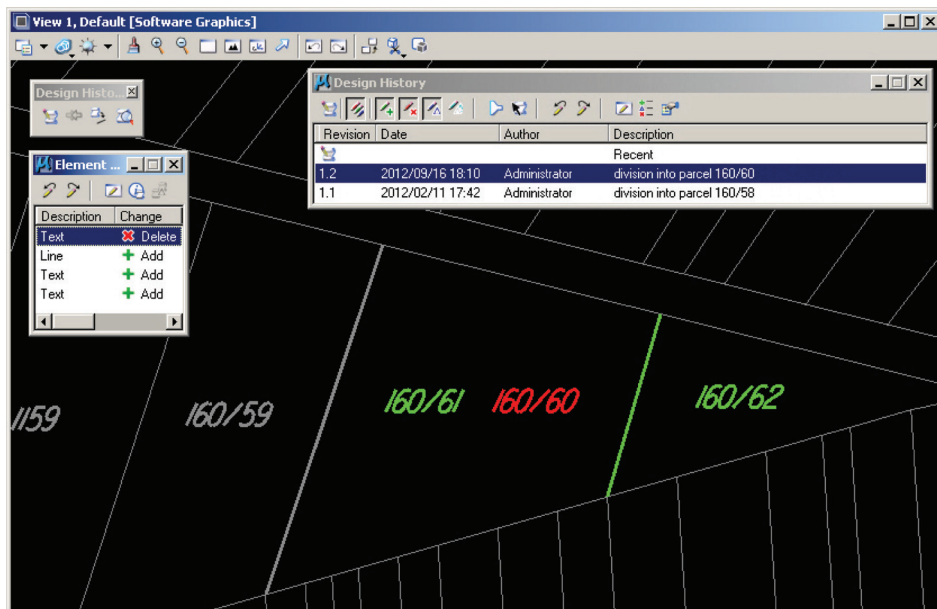 View 1, Default [Software Graphics]
Design Histo...
Design History
Revision Date Author Description
Recent
1.2 2012/09/16 18:10 Administrator division into parcel 160/60
1.1 2012/02/11 17:42 Administrator division into parcel 160/58
Element ...
Description Change
Text Delete
Line Add
Text Add
Text Add
1159 160/59 160/61 160/60 160/62